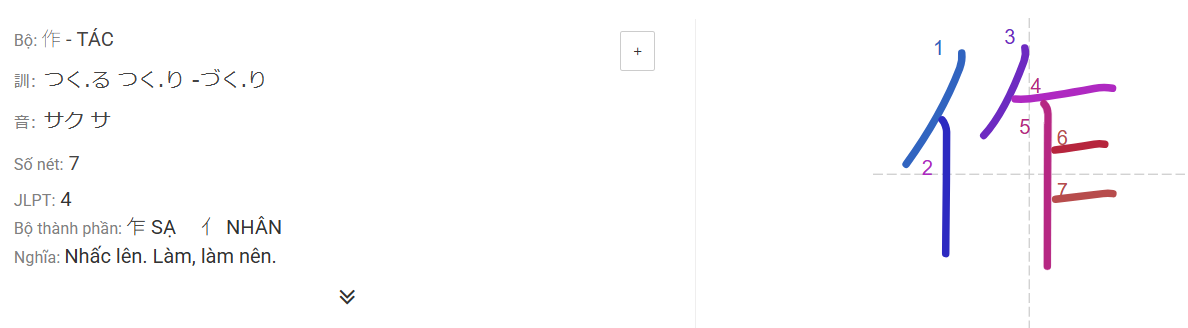 Bộ: 作 - TÁC
+
訓: つく.る つく.り -づく.り
音: サク サ
Số nét: 7
JLPT: 4
Bộ thành phần: 乍 SẠ 亻 NHÂN
Nghĩa: Nhấc lên. Làm, làm nên.
作
1
2
3
4
5
6
7